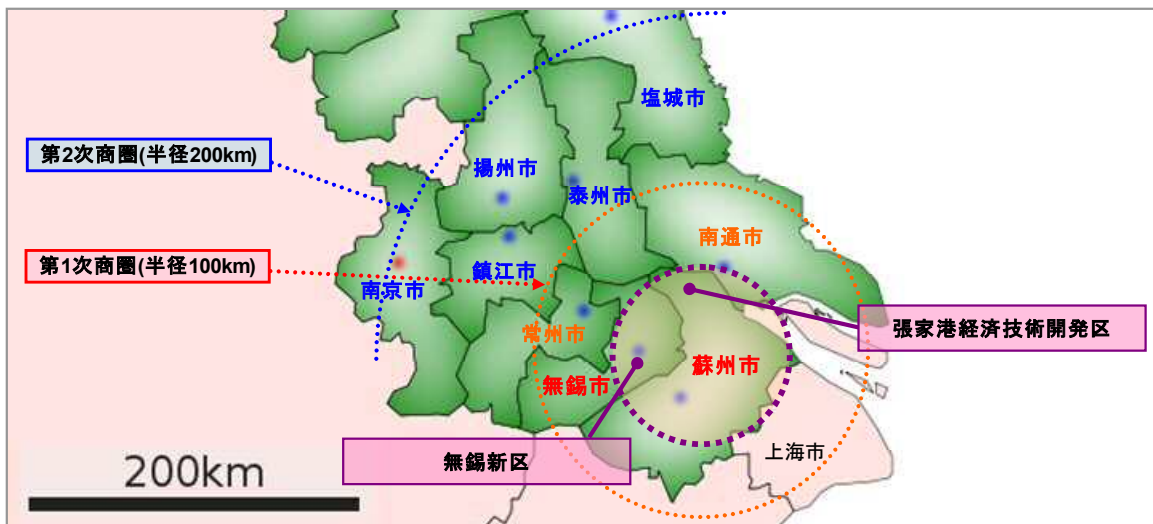 塩城市
第2次商圏(半径200km)
揚州市
泰州市
南通市
第1次商圏(半径100km)
鎮江市
南京市
張家港経済技術開発区
常州市
蘇州市
無錫市
上海市
無錫新区
200km